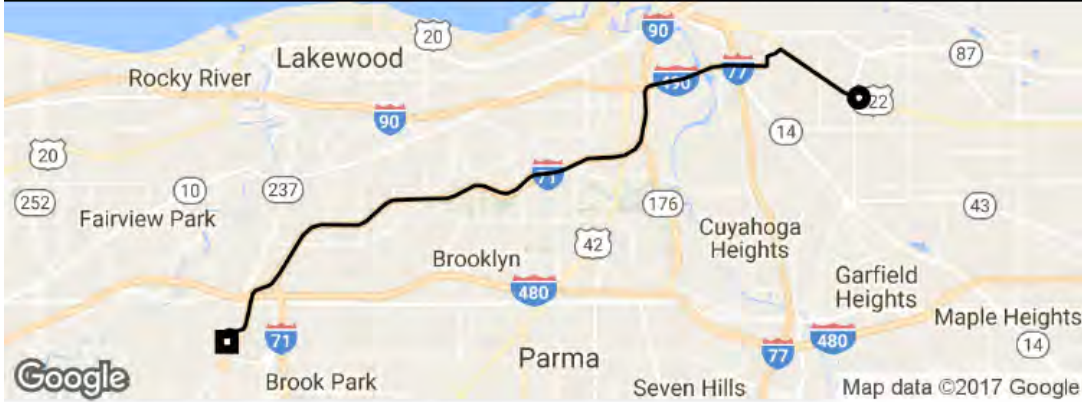 20
90
Lakewood
87
Rocky River
490
77
22
90
14
20
71
10
237
252
176
43
Fairview Park
Cuyahoga
Heights
42
Brooklyn
480
Garfield
Heights
Maple Heights
71
77
480
14
Parma
Google
Brook Park
Seven Hills
Map data ©2017 Google